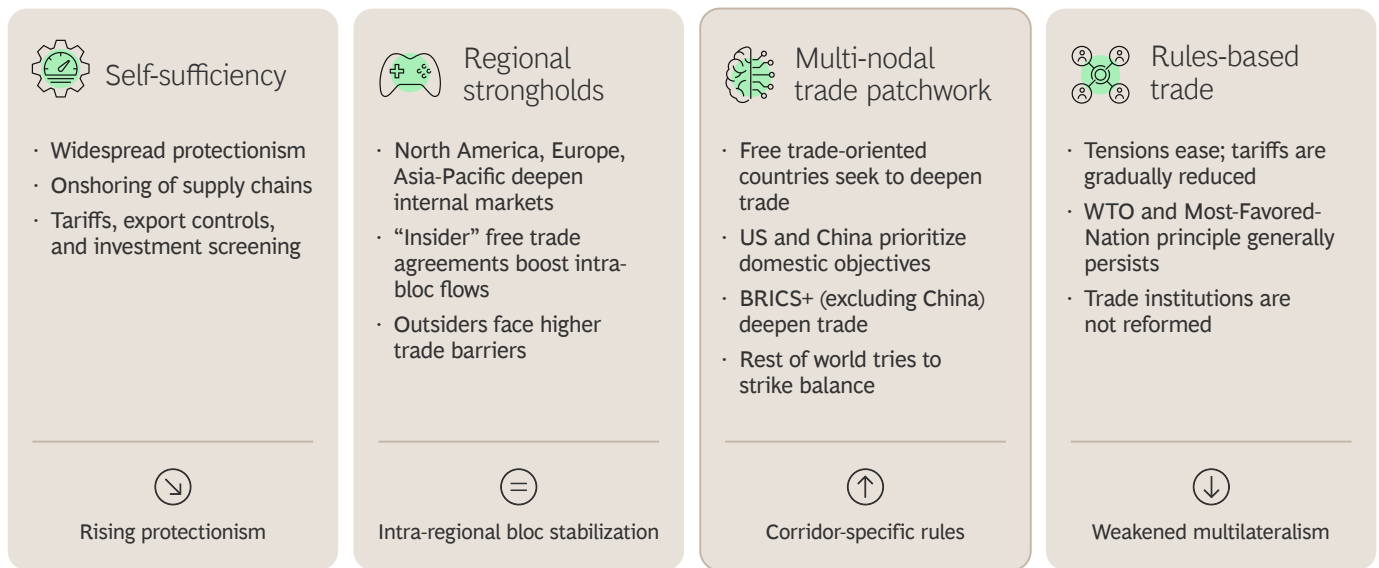 Self-sufficiency
· Widespread protectionism
· Onshoring of supply chains
· Tariffs, export controls,
and investment screening
Rising protectionism
Regional
strongholds
· North America, Europe,
Asia-Pacific deepen
internal markets
· “Insider” free trade
agreements boost intra-
bloc flows
· Outsiders face higher
trade barriers
Intra-regional bloc stabilization
Multi-nodal
trade patchwork
· Free trade-oriented
countries seek to deepen
trade
· US and China prioritize
domestic objectives
· BRICS+ (excluding China)
deepen trade
· Rest of world tries to
strike balance
Corridor-specific rules
Rules-based
trade
· Tensions ease; tariffs are
gradually reduced
· WTO and Most-Favored-
Nation principle generally
persists
· Trade institutions are
not reformed
Weakened multilateralism